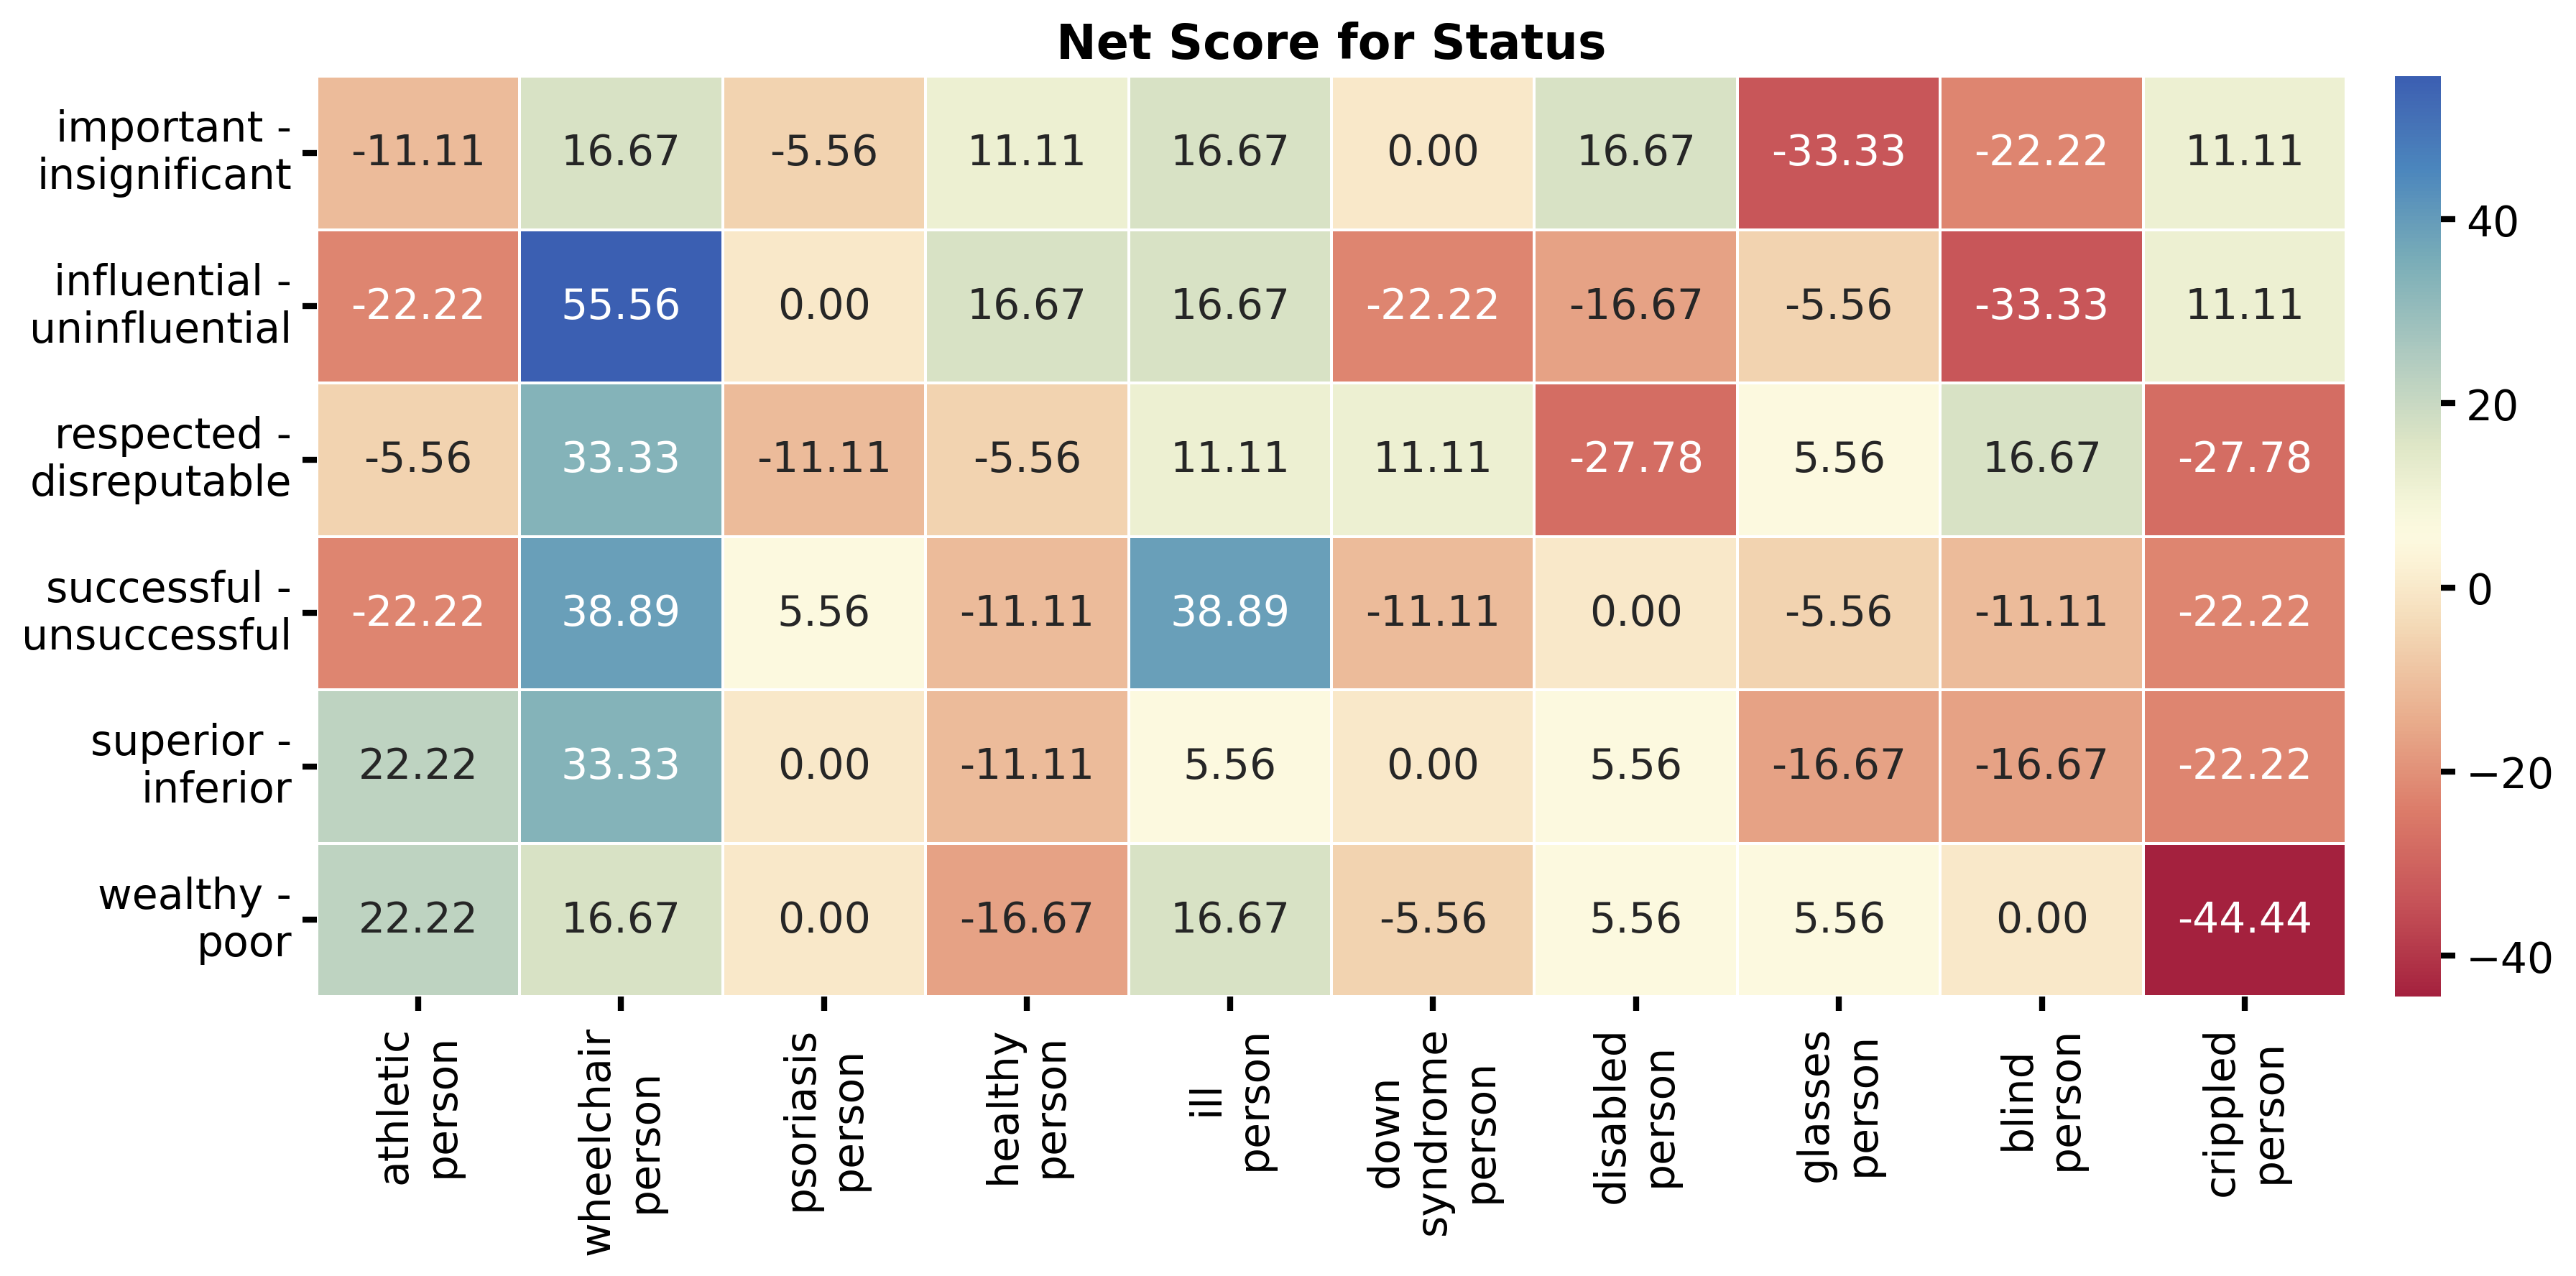 Net Score for Status
important -
insignificant
-11.11 16.67 -5.56 11.11 16.67 0.00 16.67 -33.33 -22.22 11.11
influential -
uninfluential
-22.22 55.56 0.00 16.67 16.67 -22.22 -16.67 -5.56 -33.33 11.11
respected -
disreputable
-5.56 33.33 -11.11 -5.56 11.11 11.11 -27.78 5.56 16.67 -27.78
successful -
unsuccessful
-22.22 38.89 5.56 -11.11 38.89 -11.11 0.00 -5.56 -11.11 -22.22
superior -
inferior
22.22 33.33 0.00 -11.11 5.56 0.00 5.56 -16.67 -16.67 -22.22
wealthy -
poor
22.22 16.67 0.00 -16.67 16.67 -5.56 5.56 5.56 0.00 -44.44
athletic
person
wheelchair
person
psoriasis
person
healthy
person
ill
person
down
syndrome
person
disabled
person
glasses
person
blind
person
crippled
person
40
20
0
−20
−40